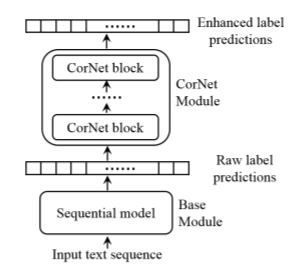 Enhanced label
predictions
......
CorNet block
......
CorNet block
CorNet
Module
......
Raw label
predictions
Sequential model
Base
Module
Input text sequence